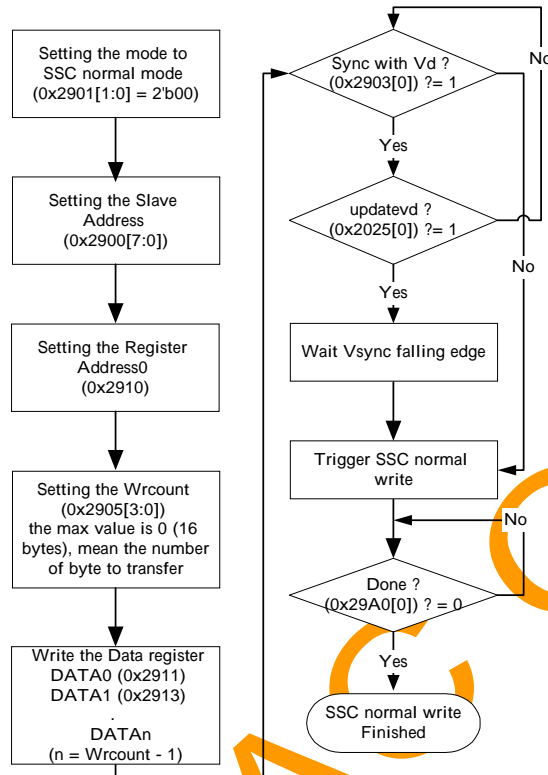 Setting the mode to
SSC normal mode
(0x2901[1:0] = 2'b00)
Setting the Slave
Address
(0x2900[7:0])
Setting the Register
Address0
(0x2910)
Setting the Wrcount
(0x2905[3:0])
the max value is 0 (16
bytes), mean the number
of byte to transfer
Write the Data register
DATA0 (0x2911)
DATA1 (0x2913)
.
DATAn
(n = Wrcount - 1)
Sync with Vd ?
(0x2903[0]) ?= 1
No
Yes
updatevd ?
(0x2025[0]) ?= 1
No
Yes
Wait Vsync falling edge
Trigger SSC normal
write
No
Done ?
(0x29A0[0]) ? = 0
Yes
SSC normal write
Finished